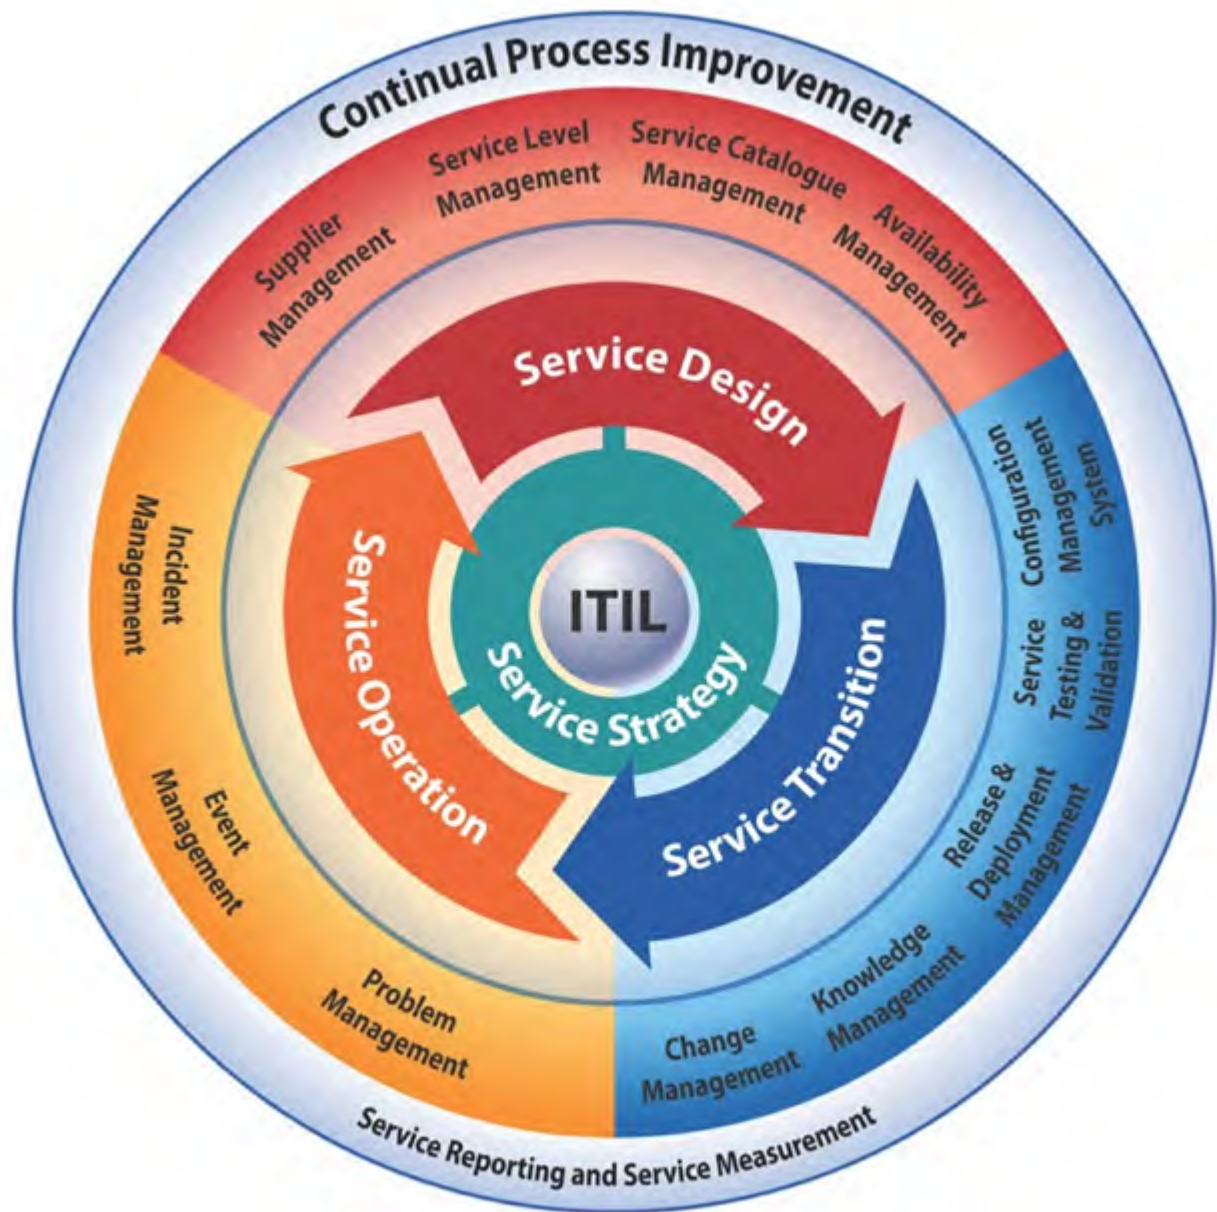 Continual Process Improvement
Supplier
Management
Service Level
Management
Service Catalogue
Management
Availability
Management
Configuration
Management
System
Service
Testing &
Validation
Release &
Deployment
Management
Knowledge
Management
Change
Management
Problem
Management
Event
Management
Incident
Management
Service Design
Service Transition
Service Operation
Service Strategy
ITIL
Service Reporting and Service Measurement